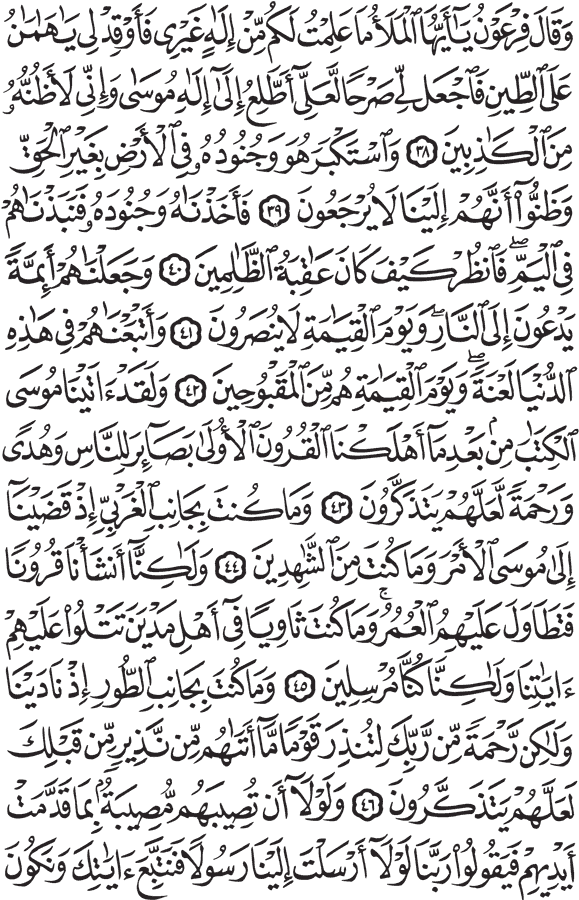 وَقَالَ فِرْعَوْنُ يَٰٓأَيُّهَا ٱلْمَلَأُ مَا عَلِمْتُ لَكُم مِّنْ إِلَٰهٍ غَيْرِى فَأَوْقِدْ لِى يَٰهَٰمَٰنُ
عَلَى ٱلطِّينِ فَٱجْعَل لِّى صَرْحًا لَّعَلِّىٓ أَطَّلِعُ إِلَىٰٓ إِلَٰهِ مُوسَىٰ وَإِنِّى لَأَظُنُّهُۥ
مِنَ ٱلْكَٰذِبِينَ ٣٨ وَٱسْتَكْبَرَ هُوَ وَجُنُودُهُۥ فِى ٱلْأَرْضِ بِغَيْرِ ٱلْحَقِّ
وَظَنُّوٓا۟ أَنَّهُمْ إِلَيْنَا لَا يُرْجَعُونَ ٣٩ فَأَخَذْنَٰهُ وَجُنُودَهُۥ فَنَبَذْنَٰهُمْ
فِى ٱلْيَمِّ ۖ فَٱنظُرْ كَيْفَ كَانَ عَٰقِبَةُ ٱلظَّٰلِمِينَ ٤٠ وَجَعَلْنَٰهُمْ أَئِمَّةً
يَدْعُونَ إِلَى ٱلنَّارِ ۖ وَيَوْمَ ٱلْقِيَٰمَةِ لَا يُنصَرُونَ ٤١ وَأَتْبَعْنَٰهُمْ فِى هَٰذِهِ
ٱلدُّنْيَا لَعْنَةً ۖ وَيَوْمَ ٱلْقِيَٰمَةِ هُم مِّنَ ٱلْمَقْبُوحِينَ ٤٢ وَلَقَدْ ءَاتَيْنَا مُوسَى
ٱلْكِتَٰبَ مِنۢ بَعْدِ مَآ أَهْلَكْنَا ٱلْقُرُونَ ٱلْأُولَىٰ بَصَآئِرَ لِلنَّاسِ وَهُدًى
وَرَحْمَةً لَّعَلَّهُمْ يَتَذَكَّرُونَ ٤٣ وَمَا كُنتَ بِجَانِبِ ٱلْغَرْبِىِّ إِذْ قَضَيْنَآ
إِلَىٰ مُوسَى ٱلْأَمْرَ وَمَا كُنتَ مِنَ ٱلشَّٰهِدِينَ ٤٤ وَلَٰكِنَّآ أَنشَأْنَا قُرُونًا
فَتَطَاوَلَ عَلَيْهِمُ ٱلْعُمُرُ ۚ وَمَا كُنتَ ثَاوِيًا فِىٓ أَهْلِ مَدْيَنَ تَتْلُوا۟ عَلَيْهِمْ
ءَايَٰتِنَا وَلَٰكِنَّا كُنَّا مُرْسِلِينَ ٤٥ وَمَا كُنتَ بِجَانِبِ ٱلطُّورِ إِذْ نَادَيْنَا
وَلَٰكِن رَّحْمَةً مِّن رَّبِّكَ لِتُنذِرَ قَوْمًا مَّآ أَتَىٰهُم مِّن نَّذِيرٍ مِّن قَبْلِكَ
لَعَلَّهُمْ يَتَذَكَّرُونَ ٤٦ وَلَوْلَآ أَن تُصِيبَهُم مُّصِيبَةٌۢ بِمَا قَدَّمَتْ
أَيْدِيهِمْ فَيَقُولُوا۟ رَبَّنَا لَوْلَآ أَرْسَلْتَ إِلَيْنَا رَسُولًا فَنَتَّبِعَ ءَايَٰتِكَ وَنَكُونَ